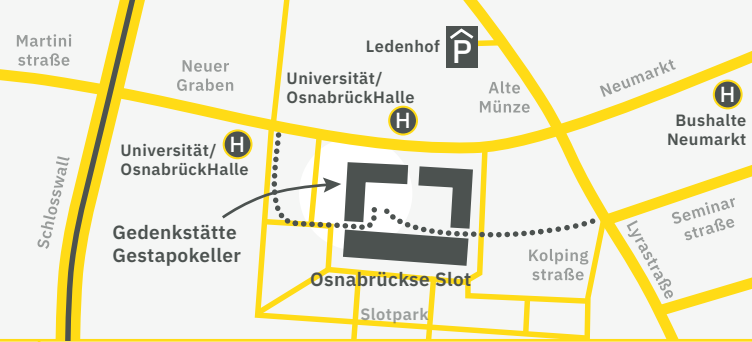 Martini
straße
Neuer
Graben
Ledenhof
P
Universität/
OsnabrückHalle
H
Alte
Münze
Neumarkt
H
Bushalte
Neumarkt
Universität/
OsnabrückHalle
H
Schlosswall
Gedenkstätte
Gestapokeller
Osnabrückse Slot
Slotpark
Kolping
straße
Lyrastraße
Seminar
straße